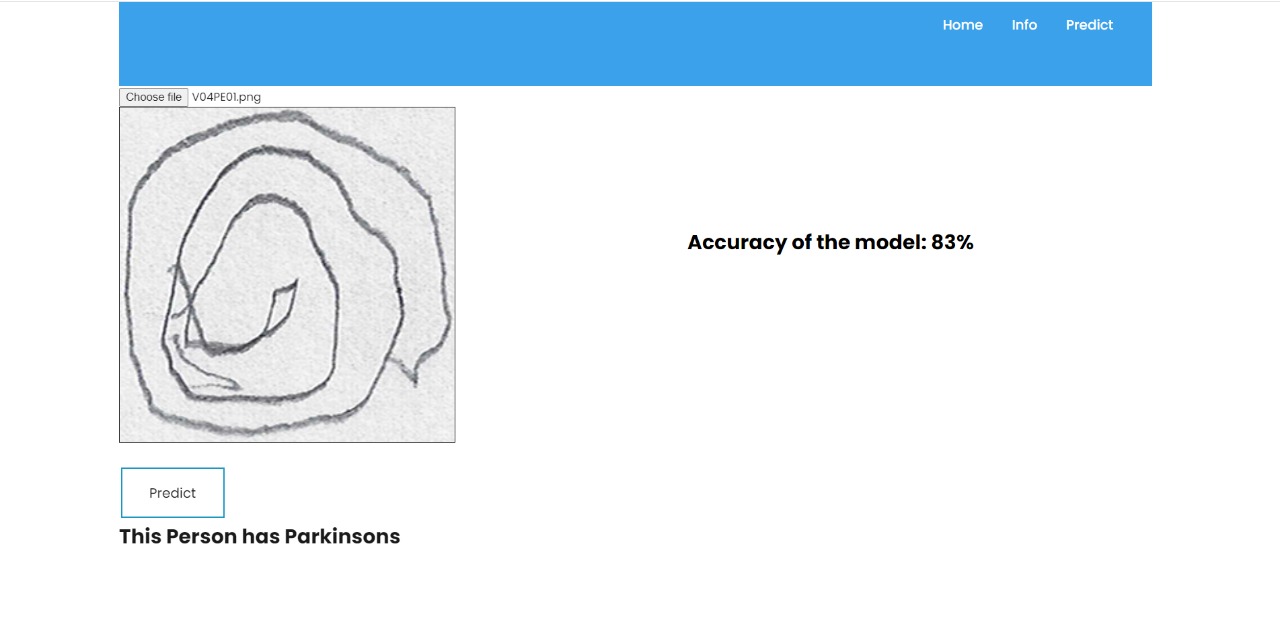 Home Info Predict
Choose file V04PE01.png
Accuracy of the model: 83%
Predict
This Person has Parkinsons